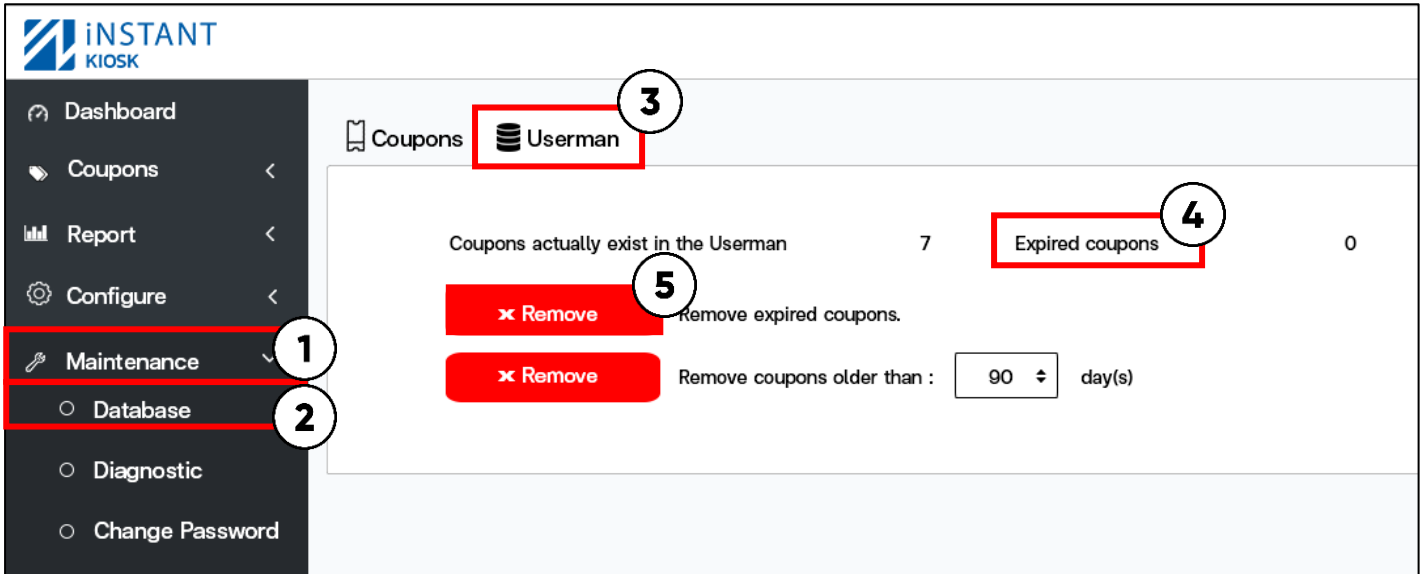 iNSTANT
KIOSK
Dashboard
Coupons
Report
Configure
Maintenance
1
Database
2
Diagnostic
Change Password
Coupons
Userman
3
Coupons actually exist in the Userman 7 Expired coupons 0
4
5
× Remove Remove expired coupons.
× Remove Remove coupons older than : 90 day(s)